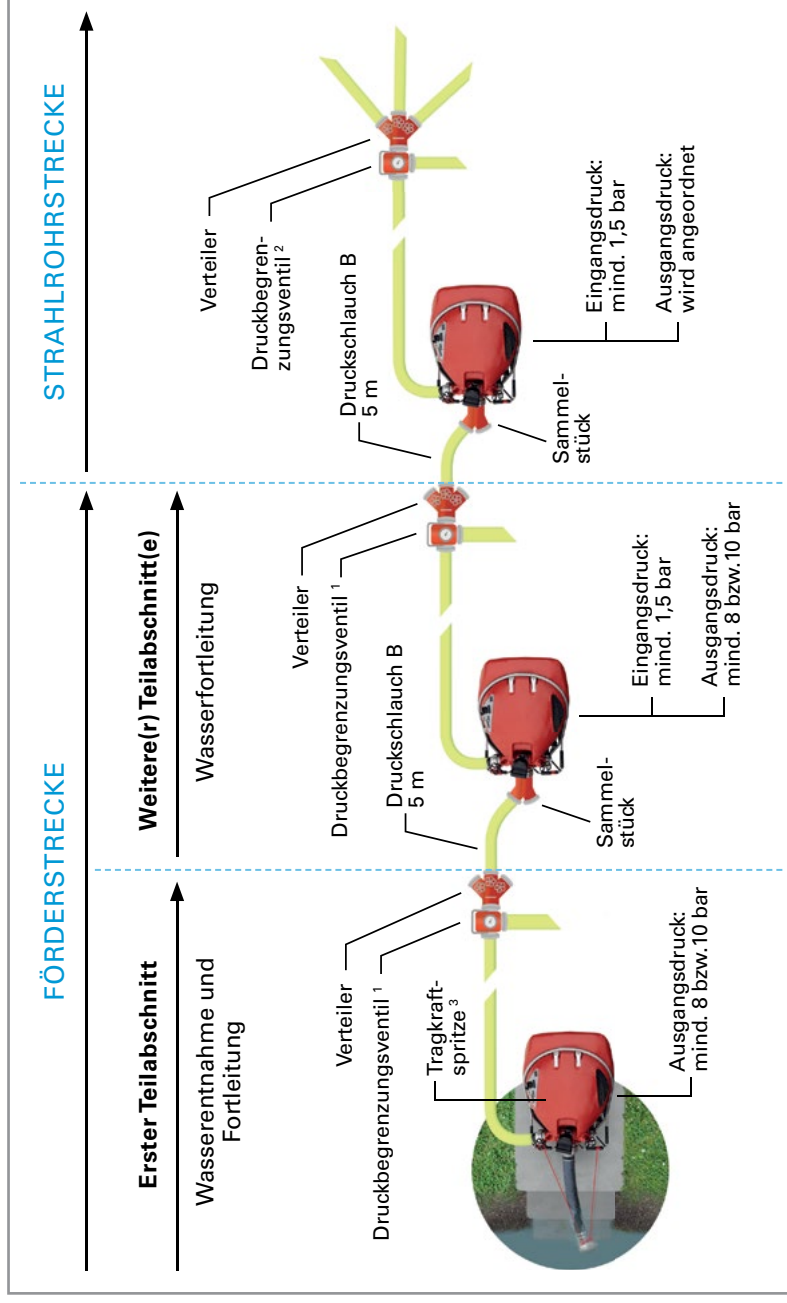 FÖRDERSTRECKE
STRAHLROHRSTRECKE
Erster Teilabschnitt
Wasserentnahme und
Fortleitung
Verteiler
Druckbegrenzungsventil ¹
Tragkraft-
spritze ³
Ausgangsdruck:
mind. 8 bzw.10 bar
Weitere(r) Teilabschnitt(e)
Wasserfortleitung
Verteiler
Druckbegrenzungsventil ¹
Druckschlauch B
5 m
Sammel-
stück
Eingangsdruck:
mind. 1,5 bar
Ausgangsdruck:
mind. 8 bzw.10 bar
Verteiler
Druckbegren-
zungsventil ²
Druckschlauch B
5 m
Sammel-
stück
Eingangsdruck:
mind. 1,5 bar
Ausgangsdruck:
wird angeordnet